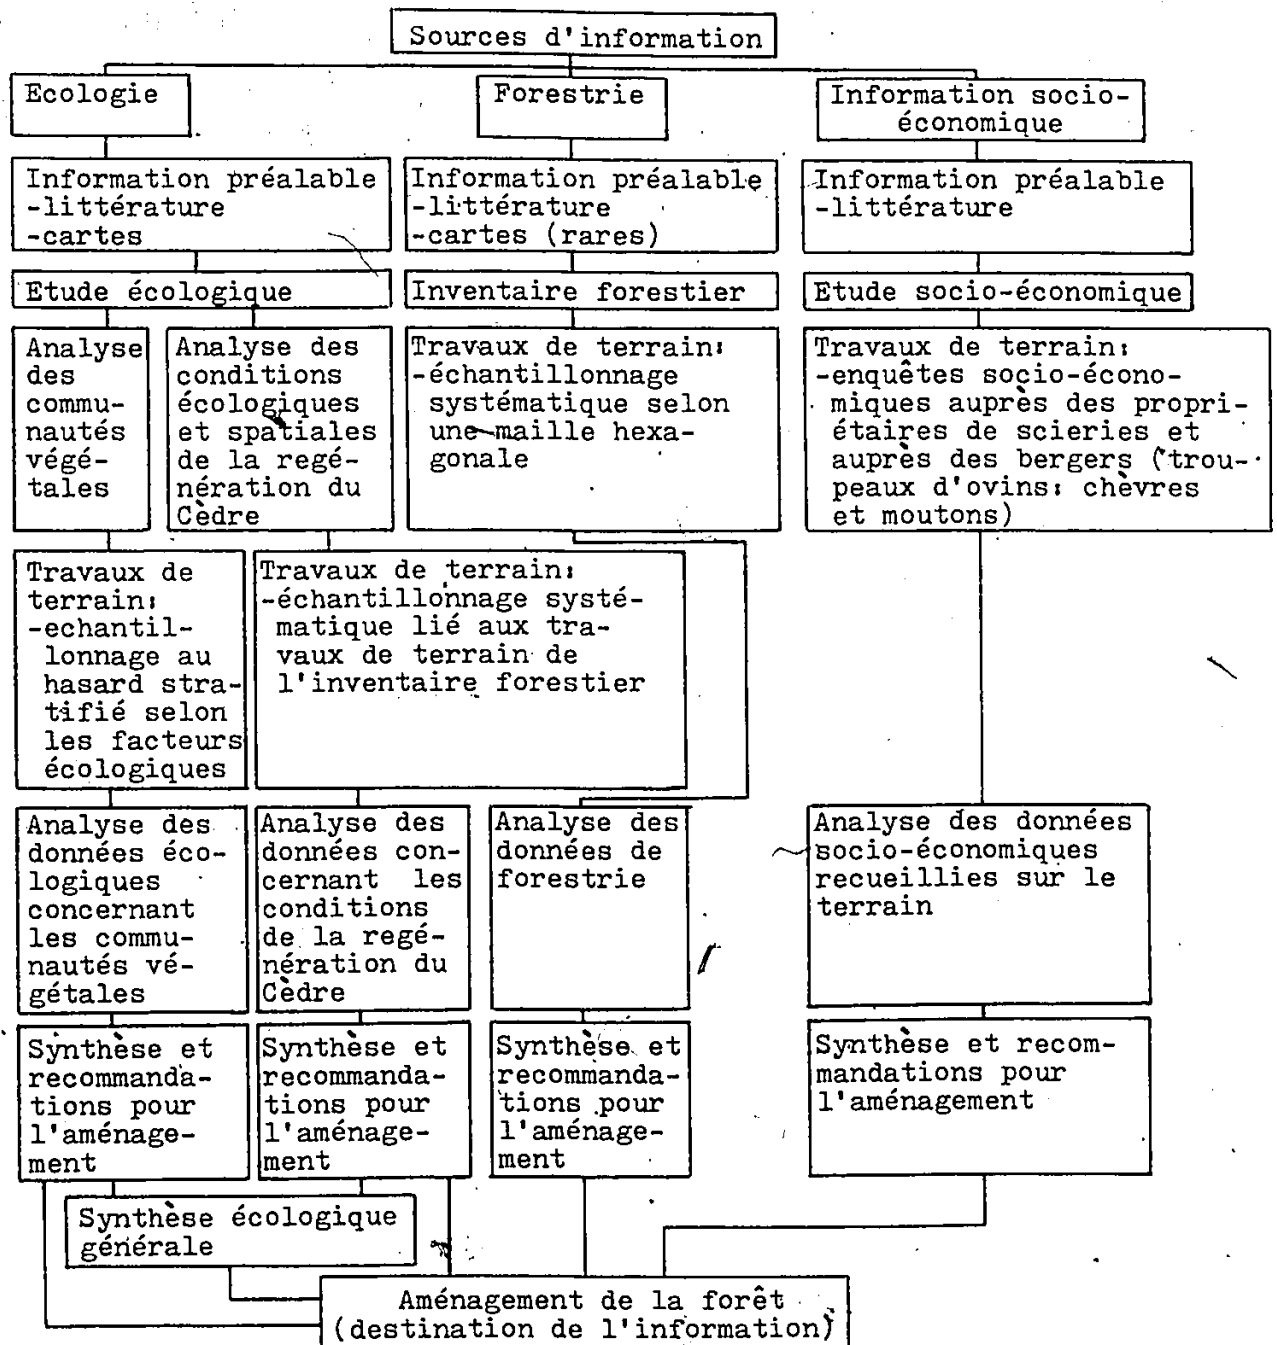 Sources d'information
Ecologie
Forestrie
Information socio-
économique
Information préalable
-littérature
-cartes
Information préalable
-littérature
-cartes (rares)
Information préalable
-littérature
Etude écologique
Inventaire forestier
Etude socio-économique
Analyse
des
commu-
nautés
végé-
tales
Analyse des
conditions
écologiques
et spatiales
de la regé-
nération du
Cèdre
Travaux de terrain:
-échantillonnage
systématique selon
une maille hexa-
gonale
Travaux de terrain:
-enquêtes socio-écono-
miques auprès des propri-
étaires de scieries et
auprès des bergers (trou-
peaux d'ovins: chèvres
et moutons)
Travaux de
terrain:
-echantil-
lonnage au
hasard stra-
tifié selon
les facteurs
écologiques
Travaux de terrain:
-échantillonnage systé-
matique lié aux tra-
vaux de terrain de
l'inventaire forestier
Analyse des
données éco-
logiques
concernant
les commu-
nautés vé-
gétales
Analyse des
données con-
cernant les
conditions
de la regé-
nération du
Cèdre
Analyse des
données de
forestrie
Analyse des données
socio-économiques
recueillies sur le
terrain
Synthèse et
recommanda-
tions pour
l'aménage-
ment
Synthèse et
recommanda-
tions pour
l'aménage-
ment
Synthèse et
recommanda-
tions pour
l'aménage-
ment
Synthèse et recom-
mandations pour
l'aménagement
Synthèse écologique
générale
Aménagement de la forêt
(destination de l'information)